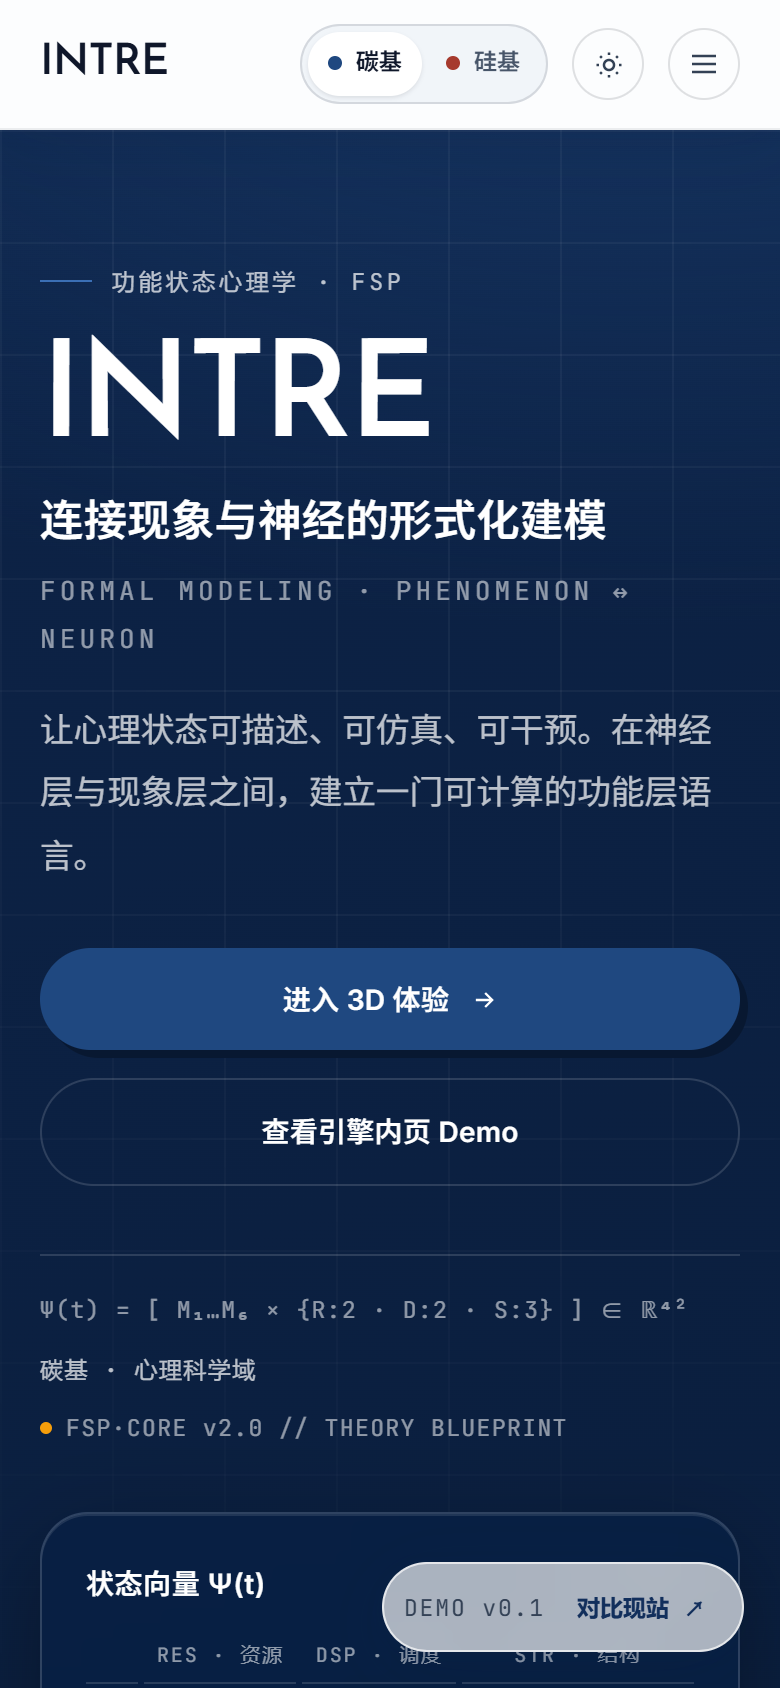 INTRE
碳基 硅基
功能状态心理学 · FSP
INTRE
连接现象与神经的形式化建模
FORMAL MODELING · PHENOMENON ↔
NEURON
让心理状态可描述、可仿真、可干预。在神经
层与现象层之间，建立一门可计算的功能层语
言。
进入 3D 体验 →
查看引擎内页 Demo
Ψ(t) = [ M₁…M₆ × {R:2 · D:2 · S:3} ] ∈ ℝ⁴²
碳基 · 心理科学域
FSP·CORE v2.0 // THEORY BLUEPRINT
状态向量 Ψ(t)
DEMO v0.1 对比现站 ↗
RES · 资源 DSP · 调度 STR · 结构